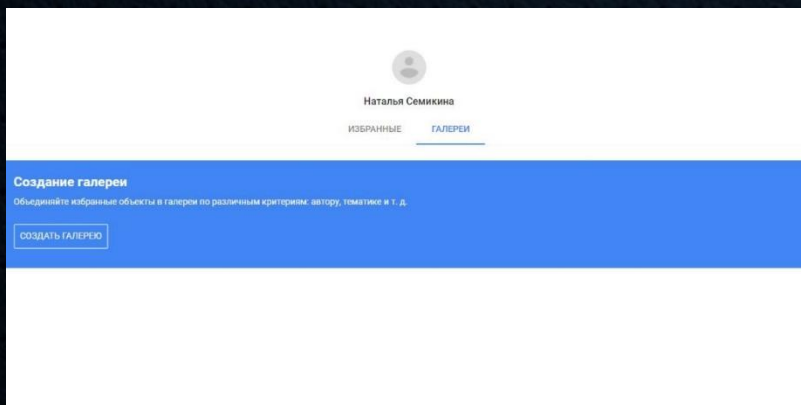 Наталья Семикина
ИЗБРАННЫЕ ГАЛЕРЕИ
Создание галереи
Объединяйте избранные объекты в галереи по различным критериям: автору, тематике и т. д.
СОЗДАТЬ ГАЛЕРЕЮ